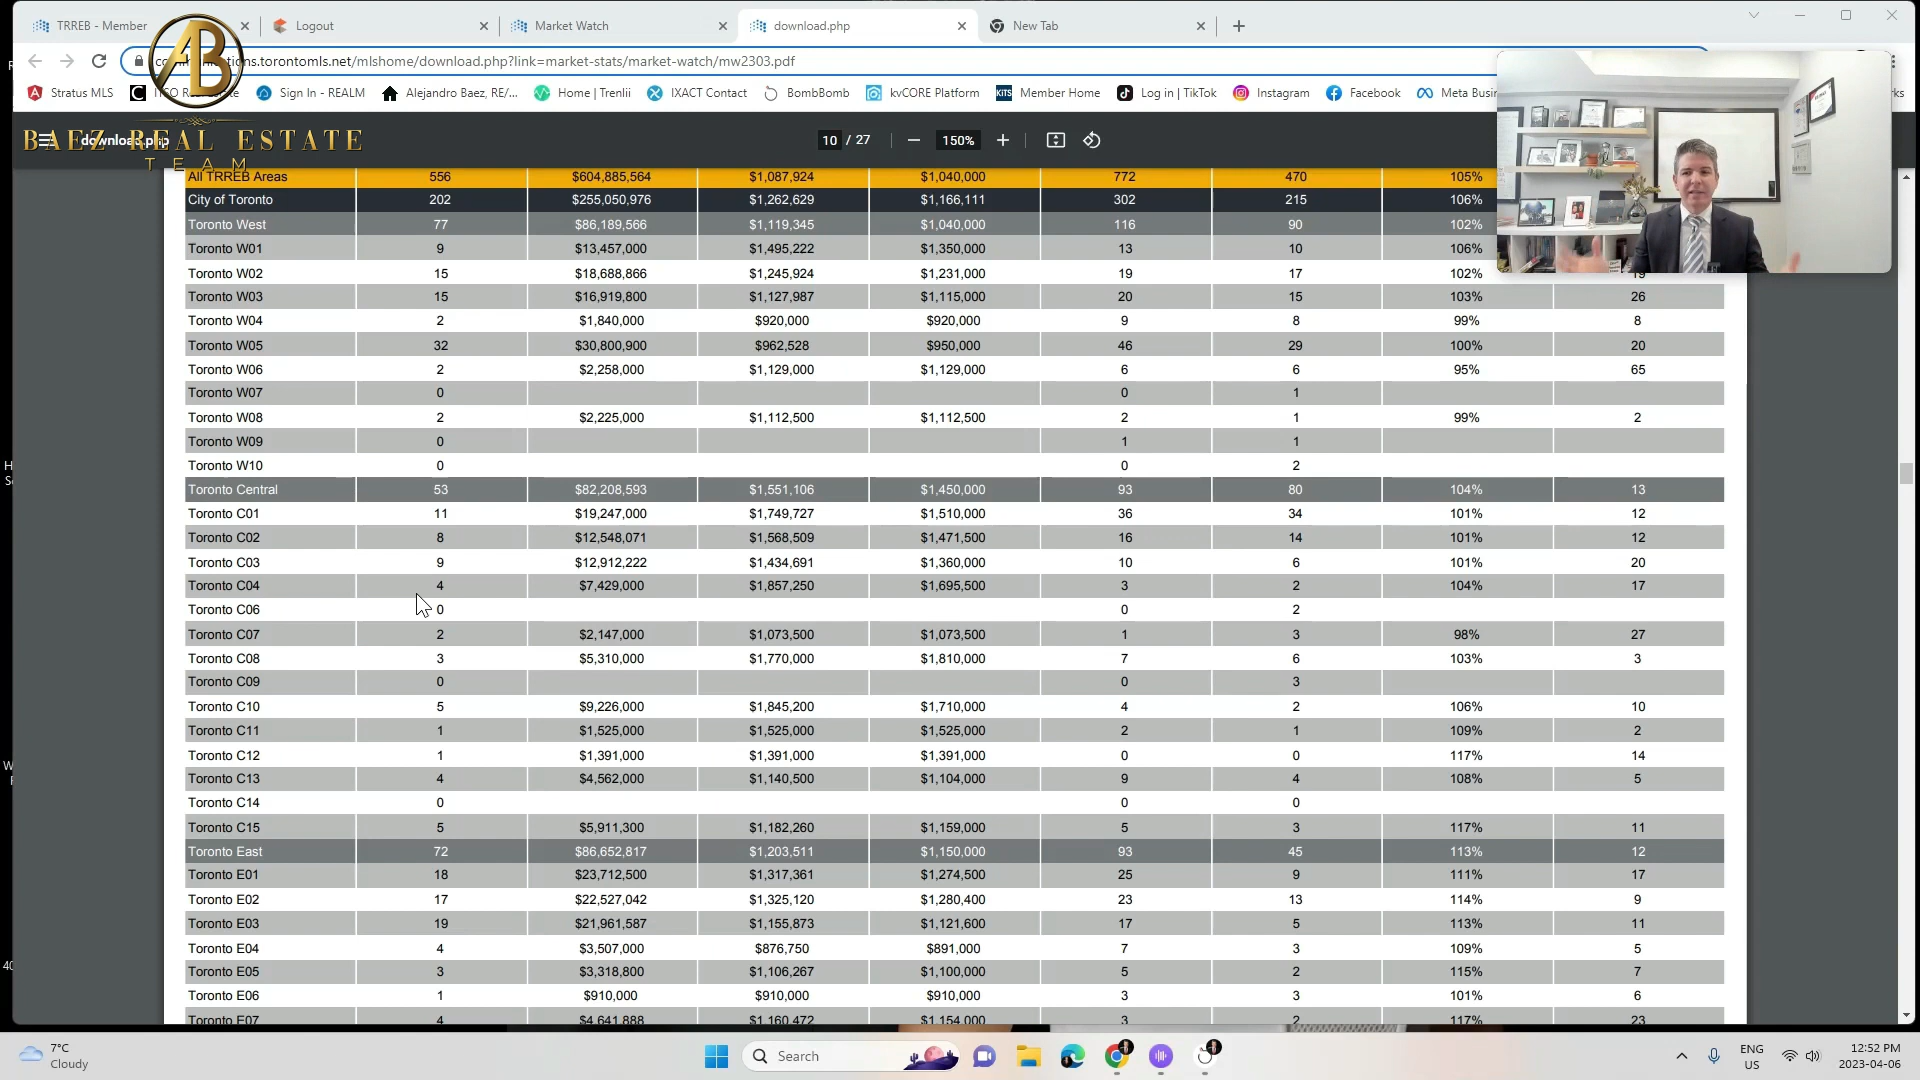 TRREB - Member
Logout
Market Watch
download.php
New Tab
tions.torontomls.net/mlshome/download.php?link=market-stats/market-watch/mw2303.pdf
Stratus MLS
Sign In - REALM
Home | Trenlii
IXACT Contact
BombBomb
kvCORE Platform
KiTS
Member Home
Log in | TikTok
Instagram
Facebook
Meta Busin
Alejandro Baez, RE/...
AB
BAEZ REAL ESTATE
TEAM
download.php
10 / 27
150%
All TRREB Areas 556 $604,885,564 $1,087,924 $1,040,000 772 470 105%
City of Toronto 202 $255,050,976 $1,262,629 $1,166,111 302 215 106%
Toronto West 77 $86,189,566 $1,119,345 $1,040,000 116 90 102%
Toronto W01 9 $13,457,000 $1,495,222 $1,350,000 13 10 106%
Toronto W02 15 $18,688,866 $1,245,924 $1,231,000 19 17 102% 19
Toronto W03 15 $16,919,800 $1,127,987 $1,115,000 20 15 103% 26
Toronto W04 2 $1,840,000 $920,000 $920,000 9 8 99% 8
Toronto W05 32 $30,800,900 $962,528 $950,000 46 29 100% 20
Toronto W06 2 $2,258,000 $1,129,000 $1,129,000 6 6 95% 65
Toronto W07 0 0 1
Toronto W08 2 $2,225,000 $1,112,500 $1,112,500 2 1 99% 2
Toronto W09 0 1 1
Toronto W10 0 0 2
Toronto Central 53 $82,208,593 $1,551,106 $1,450,000 93 80 104% 13
Toronto C01 11 $19,247,000 $1,749,727 $1,510,000 36 34 101% 12
Toronto C02 8 $12,548,071 $1,568,509 $1,471,500 16 14 101% 12
Toronto C03 9 $12,912,222 $1,434,691 $1,360,000 10 6 101% 20
Toronto C04 4 $7,429,000 $1,857,250 $1,695,500 3 2 104% 17
Toronto C06 0 0 2
Toronto C07 2 $2,147,000 $1,073,500 $1,073,500 1 3 98% 27
Toronto C08 3 $5,310,000 $1,770,000 $1,810,000 7 6 103% 3
Toronto C09 0 0 3
Toronto C10 5 $9,226,000 $1,845,200 $1,710,000 4 2 106% 10
Toronto C11 1 $1,525,000 $1,525,000 $1,525,000 2 1 109% 2
Toronto C12 1 $1,391,000 $1,391,000 $1,391,000 0 0 117% 14
Toronto C13 4 $4,562,000 $1,140,500 $1,104,000 9 4 108% 5
Toronto C14 0 0 0
Toronto C15 5 $5,911,300 $1,182,260 $1,159,000 5 3 117% 11
Toronto East 72 $86,652,817 $1,203,511 $1,150,000 93 45 113% 12
Toronto E01 18 $23,712,500 $1,317,361 $1,274,500 25 9 111% 17
Toronto E02 17 $22,527,042 $1,325,120 $1,280,400 23 13 114% 9
Toronto E03 19 $21,961,587 $1,155,873 $1,121,600 17 5 113% 11
Toronto E04 4 $3,507,000 $876,750 $891,000 7 3 109% 5
Toronto E05 3 $3,318,800 $1,106,267 $1,100,000 5 2 115% 7
Toronto E06 1 $910,000 $910,000 $910,000 3 3 101% 6
Toronto E07 4 $4,641,888 $1,160,472 $1,154,000 3 2 117% 23
7°C
Cloudy
Search
ENG
US
12:52 PM
2023-04-06